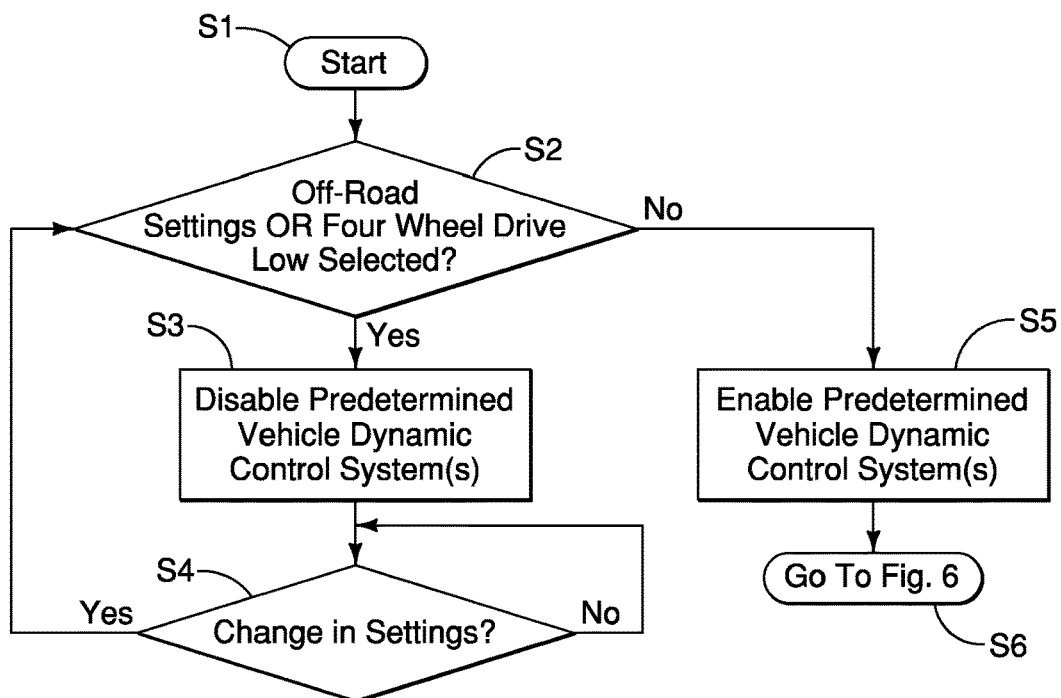 S1
Start
S2
Off-Road
Settings OR Four Wheel Drive
Low Selected?
No
Yes
S3
Disable Predetermined
Vehicle Dynamic
Control System(s)
S5
Enable Predetermined
Vehicle Dynamic
Control System(s)
S4
Yes
Change in Settings?
No
Go To Fig. 6
S6